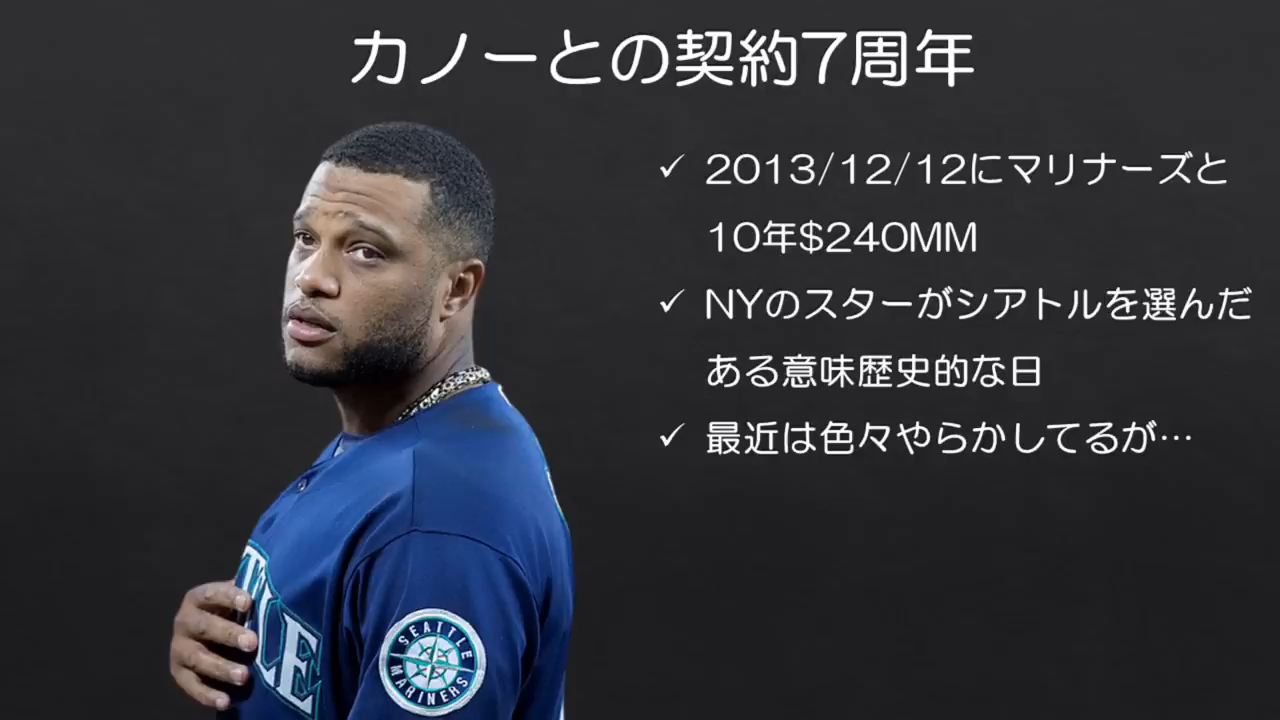 カノーとの契約7周年
✓ 2013/12/12にマリナーズと
10年$240MM
✓ NYのスターがシアトルを選んだ
ある意味歴史的な日
✓ 最近は色々やらかしてるが…
TTLE
SEATTLE
MARINERS